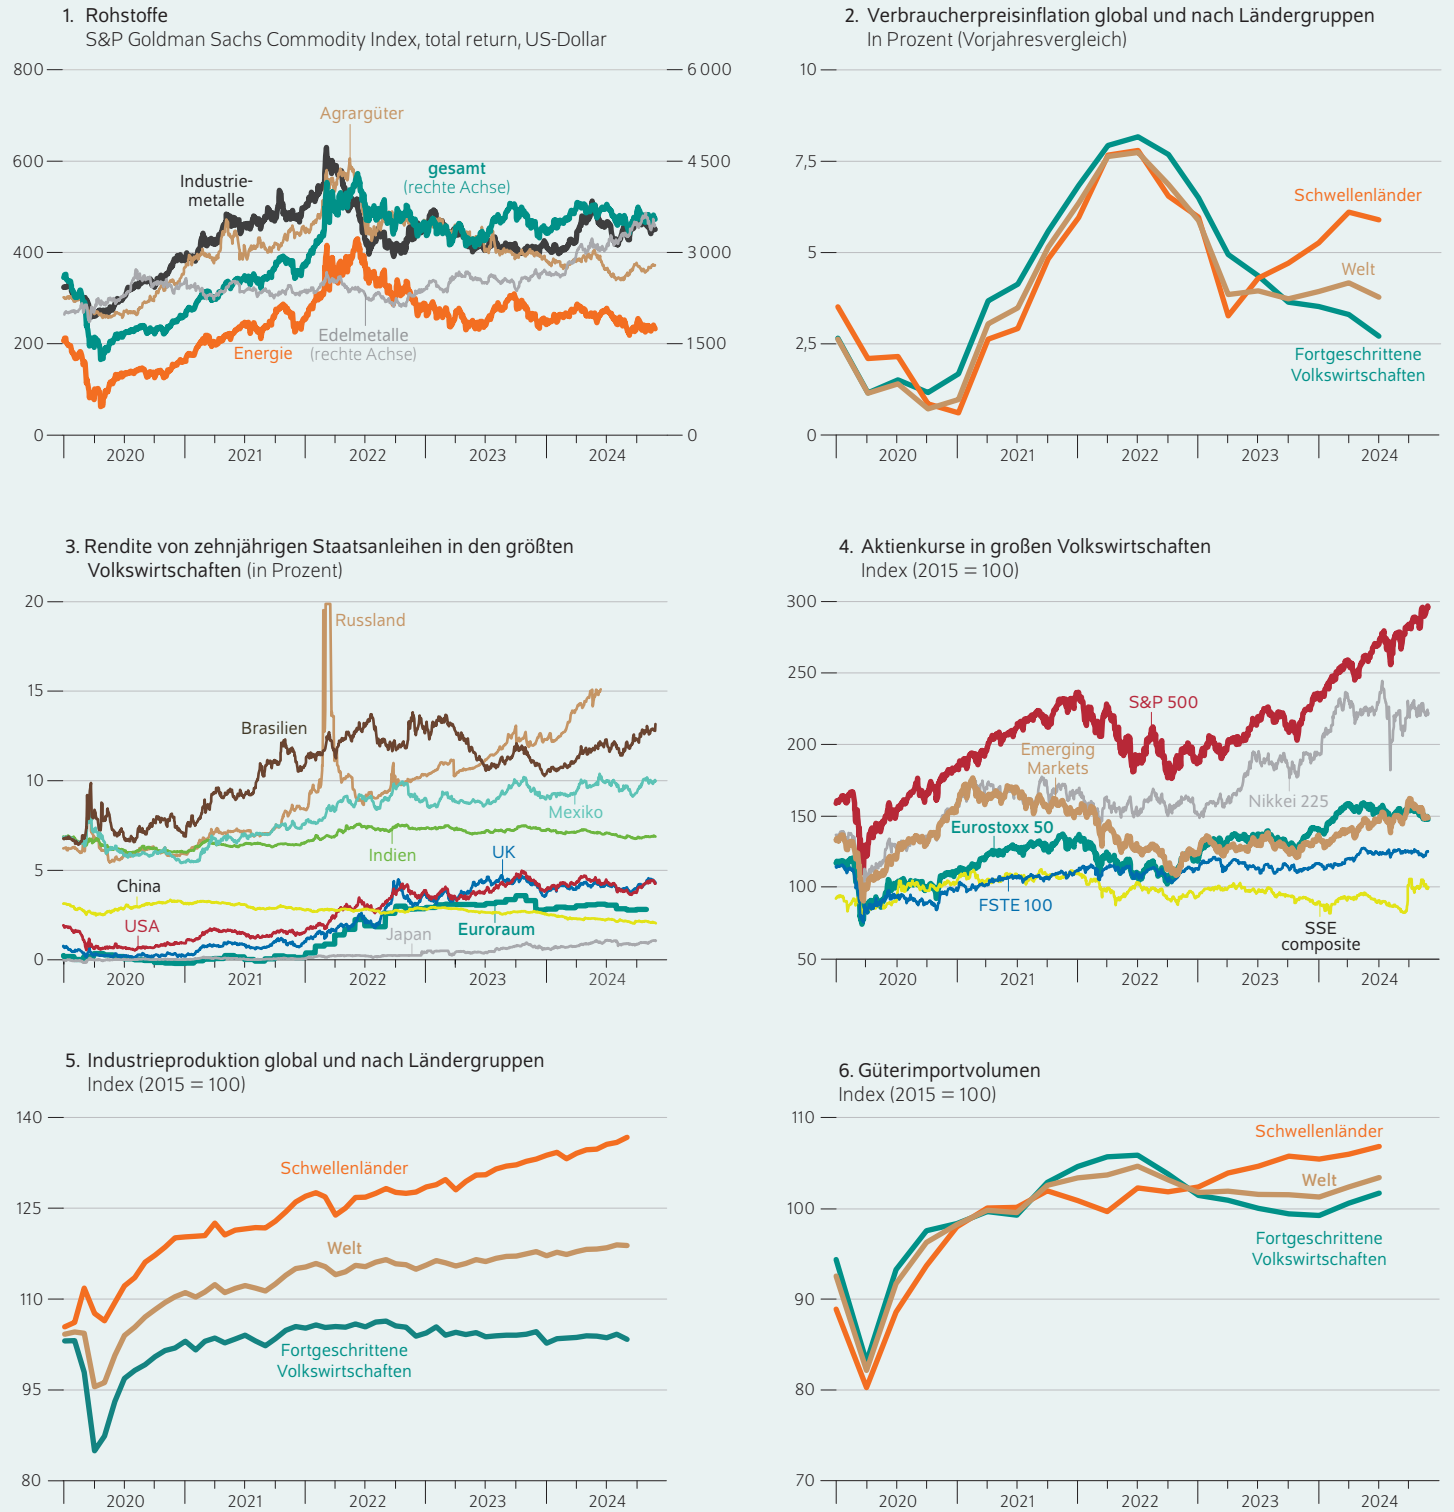 1. Rohstoffe
S&P Goldman Sachs Commodity Index, total return, US-Dollar
800
6 000
Agrargüter
600
4 500
Industrie-
metalle
gesamt
(rechte Achse)
400
3 000
200
1500
Energie
Edelmetalle
(rechte Achse)
0
0
2020
2021
2022
2023
2024
2. Verbraucherpreisinflation global und nach Ländergruppen
In Prozent (Vorjahresvergleich)
10
7,5
Schwellenländer
5
Welt
2,5
Fortgeschrittene
Volkswirtschaften
0
2020
2021
2022
2023
2024
3. Rendite von zehnjährigen Staatsanleihen in den größten
Volkswirtschaften (in Prozent)
20
Russland
15
Brasilien
10
Mexiko
Indien
UK
5
China
USA
Japan
Euroraum
0
2020
2021
2022
2023
2024
4. Aktienkurse in großen Volkswirtschaften
Index (2015 = 100)
300
250
S&P 500
200
Emerging
Markets
Nikkei 225
150
Eurostoxx 50
100
FSTE 100
SSE
composite
50
2020
2021
2022
2023
2024
5. Industrieproduktion global und nach Ländergruppen
Index (2015 = 100)
140
Schwellenländer
125
Welt
110
Fortgeschrittene
Volkswirtschaften
95
80
2020
2021
2022
2023
2024
6. Güterimportvolumen
Index (2015 = 100)
110
Schwellenländer
Welt
100
Fortgeschrittene
Volkswirtschaften
90
80
70
2020
2021
2022
2023
2024